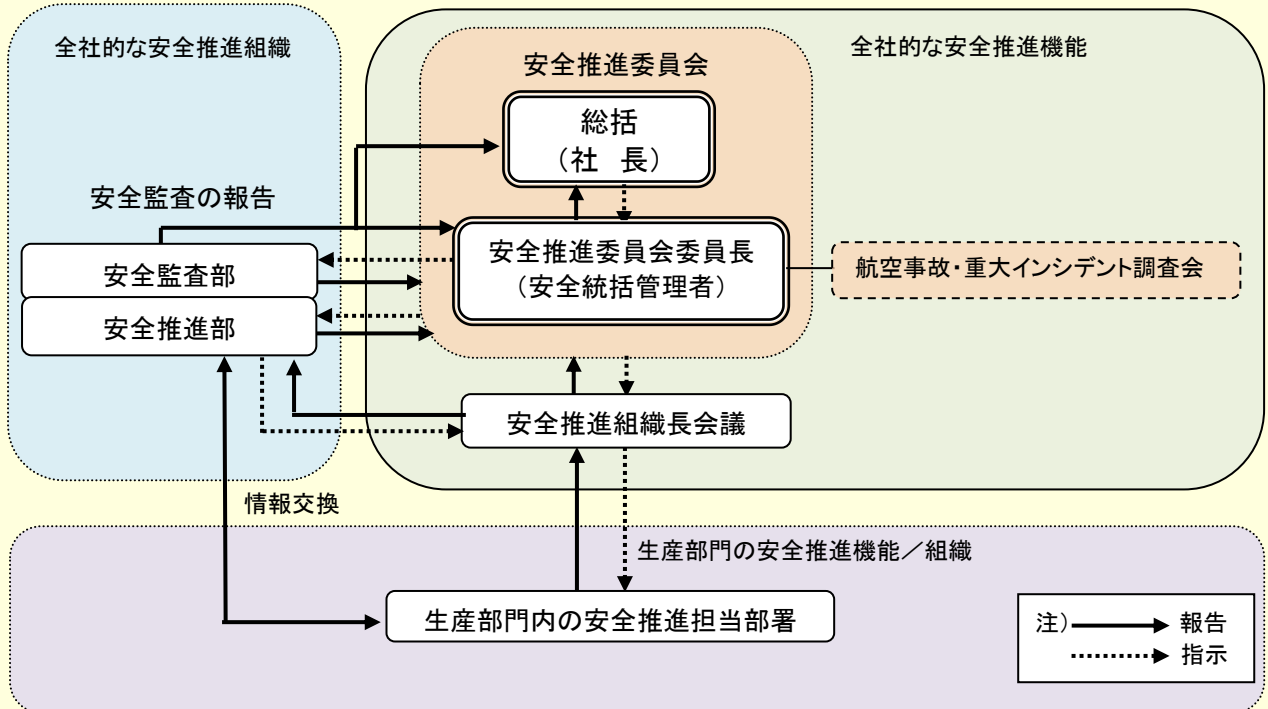 全社的な安全推進組織
全社的な安全推進機能
安全推進委員会
総括
（社　長）
安全監査の報告
安全推進委員会委員長
（安全統括管理者）
航空事故・重大インシデント調査会
安全監査部
安全推進部
安全推進組織長会議
情報交換
生産部門の安全推進機能／組織
生産部門内の安全推進担当部署
注） 報告
指示